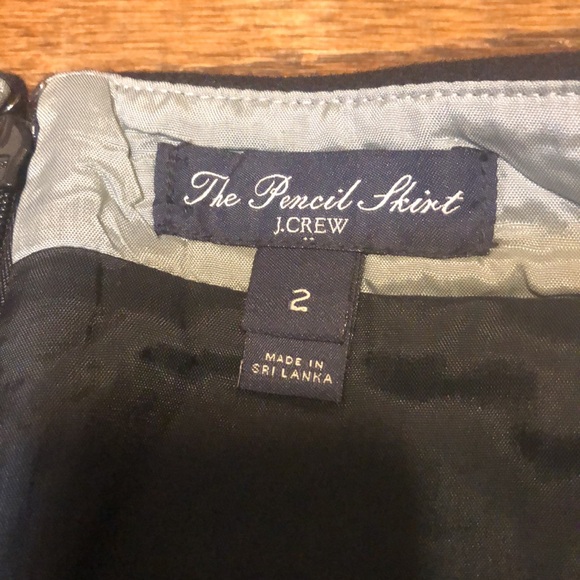 The Pencil Skirt
J.CREW
2
MADE IN
SRI LANKA